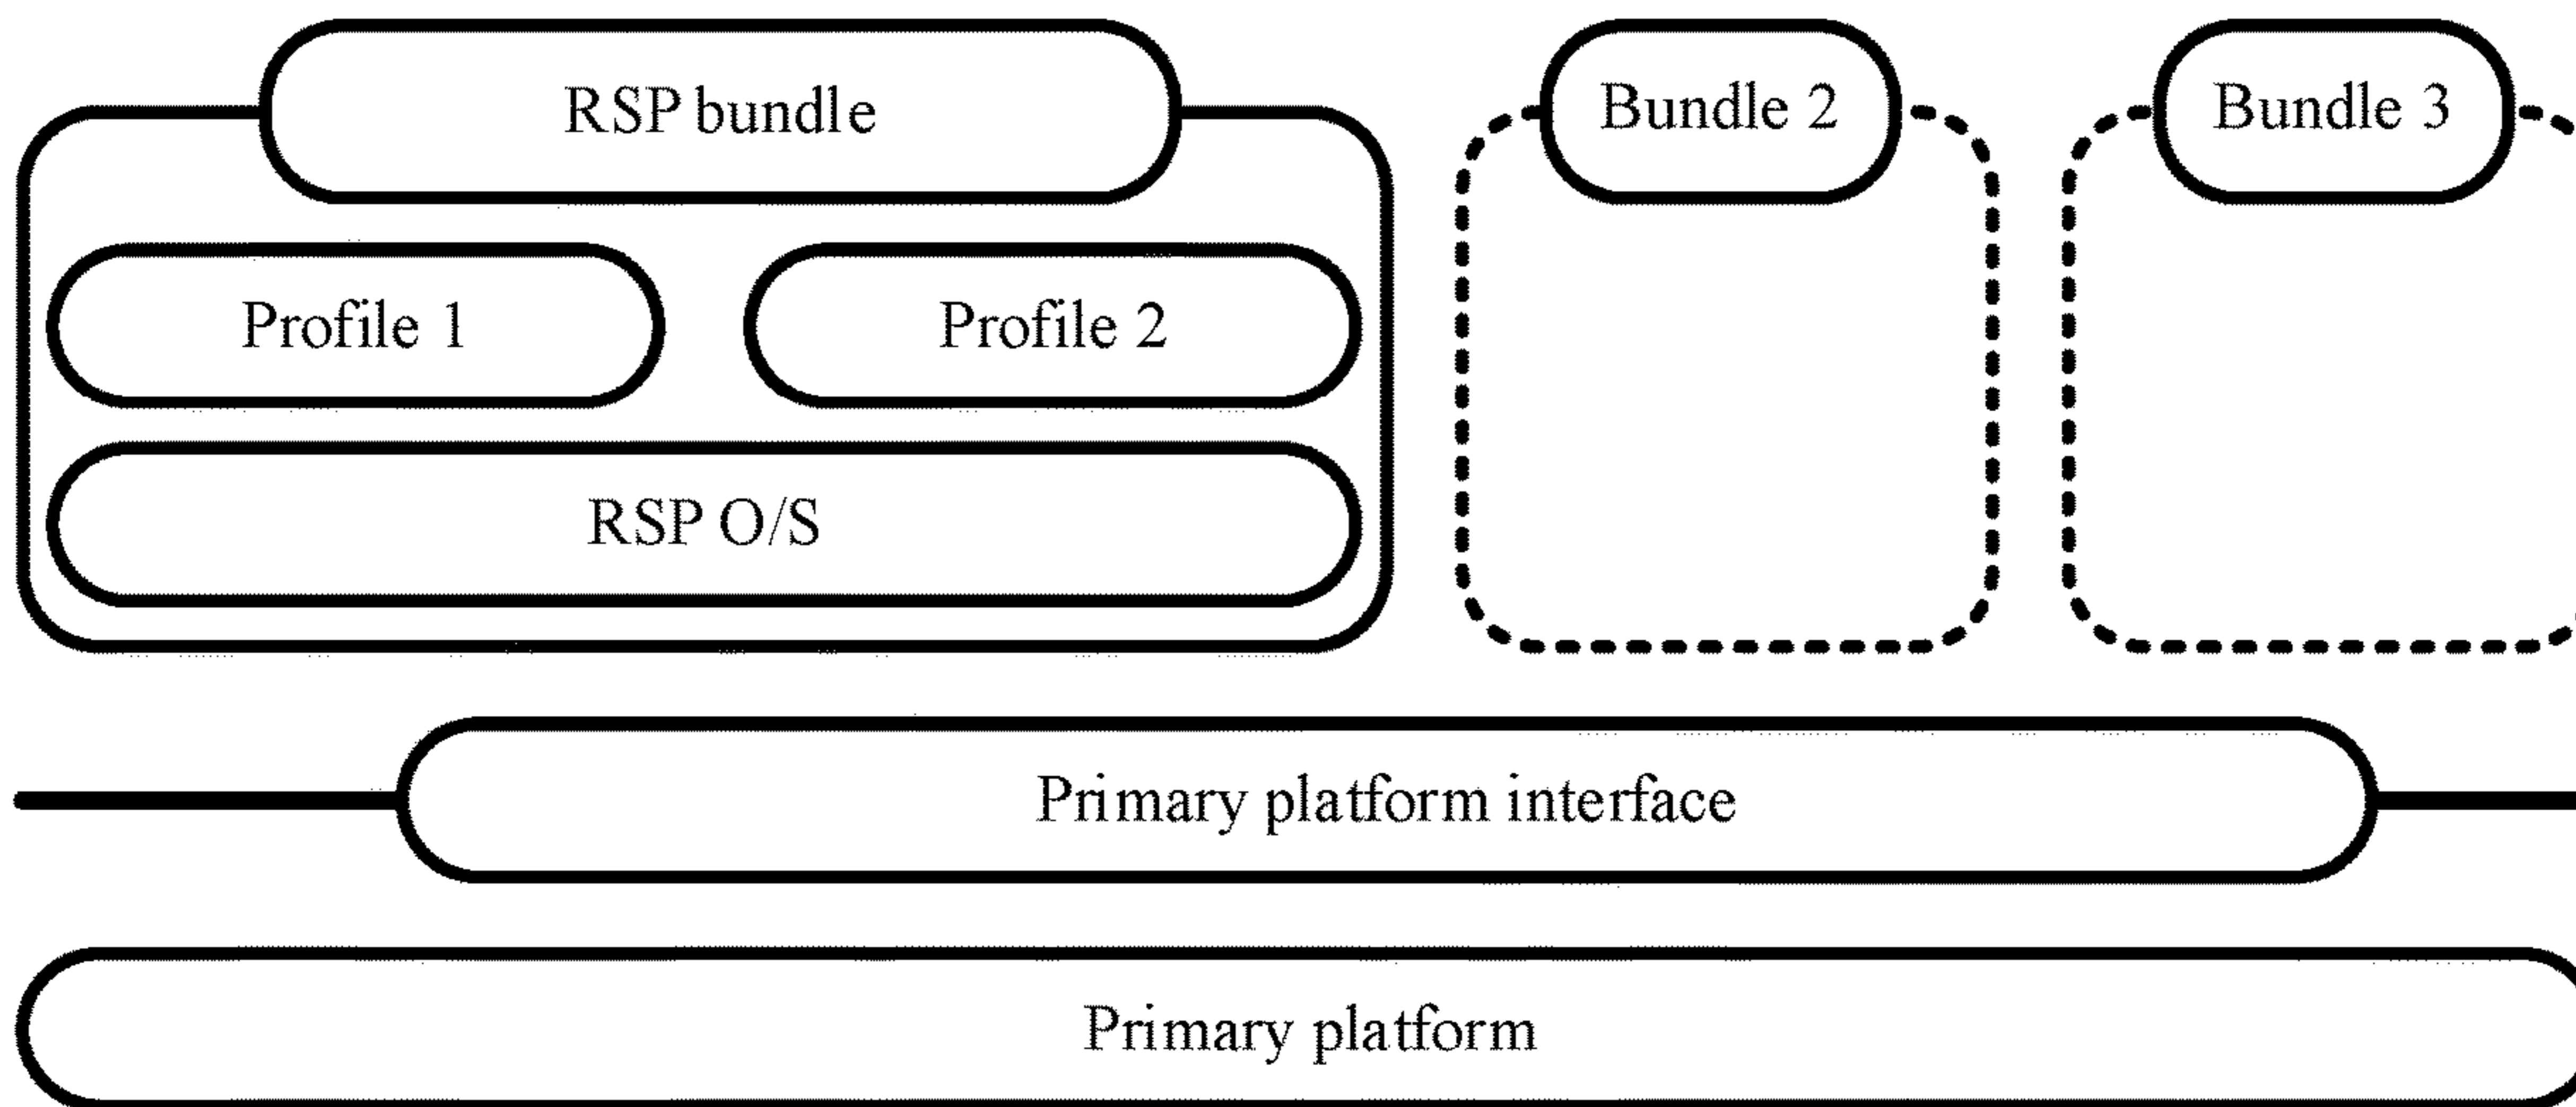 RSP bundle
Bundle 2
Bundle 3
Profile 1
Profile 2
RSP O/S
Primary platform interface
Primary platform